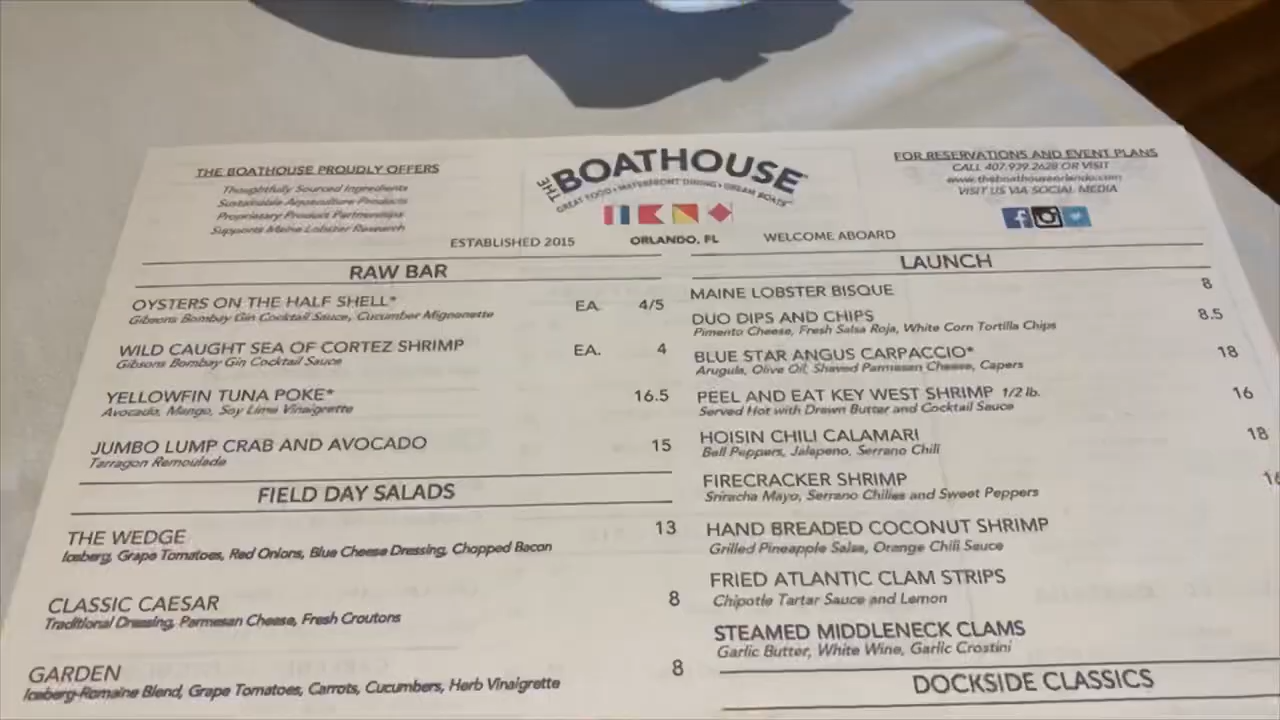 THE BOATHOUSE PROUDLY OFFERS
Thoughtfully Sourced Ingredients
Sustainable Aquaculture Products
Proprietary Product Partnerships
Supports Maine Lobster Research
THE BOATHOUSE
GREAT FOOD • WATERFRONT DINING • DREAM BOATS
FOR RESERVATIONS AND EVENT PLANS
CALL 407.939.2628 OR VISIT
www.theboathouseorlando.com
VISIT US VIA SOCIAL MEDIA
ESTABLISHED 2015
ORLANDO, FL
WELCOME ABOARD
RAW BAR
OYSTERS ON THE HALF SHELL* EA. 4/5
Gibsons Bombay Gin Cocktail Sauce, Cucumber Mignonette
WILD CAUGHT SEA OF CORTEZ SHRIMP EA. 4
Gibsons Bombay Gin Cocktail Sauce
YELLOWFIN TUNA POKE* 16.5
Avocado, Mango, Soy Lime Vinaigrette
JUMBO LUMP CRAB AND AVOCADO 15
Tarragon Remoulade
FIELD DAY SALADS
THE WEDGE 13
Iceberg, Grape Tomatoes, Red Onions, Blue Cheese Dressing, Chopped Bacon
CLASSIC CAESAR 8
Traditional Dressing, Parmesan Cheese, Fresh Croutons
GARDEN 8
Iceberg-Romaine Blend, Grape Tomatoes, Carrots, Cucumbers, Herb Vinaigrette
LAUNCH
MAINE LOBSTER BISQUE 8
DUO DIPS AND CHIPS 8.5
Pimento Cheese, Fresh Salsa Roja, White Corn Tortilla Chips
BLUE STAR ANGUS CARPACCIO* 18
Arugula, Olive Oil, Shaved Parmesan Cheese, Capers
PEEL AND EAT KEY WEST SHRIMP 1/2 lb. 16
Served Hot with Drawn Butter and Cocktail Sauce
HOISIN CHILI CALAMARI 18
Bell Peppers, Jalapeno, Serrano Chili
FIRECRACKER SHRIMP
Sriracha Mayo, Serrano Chilies and Sweet Peppers
HAND BREADED COCONUT SHRIMP
Grilled Pineapple Salsa, Orange Chili Sauce
FRIED ATLANTIC CLAM STRIPS
Chipotle Tartar Sauce and Lemon
STEAMED MIDDLENECK CLAMS
Garlic Butter, White Wine, Garlic Crostini
DOCKSIDE CLASSICS